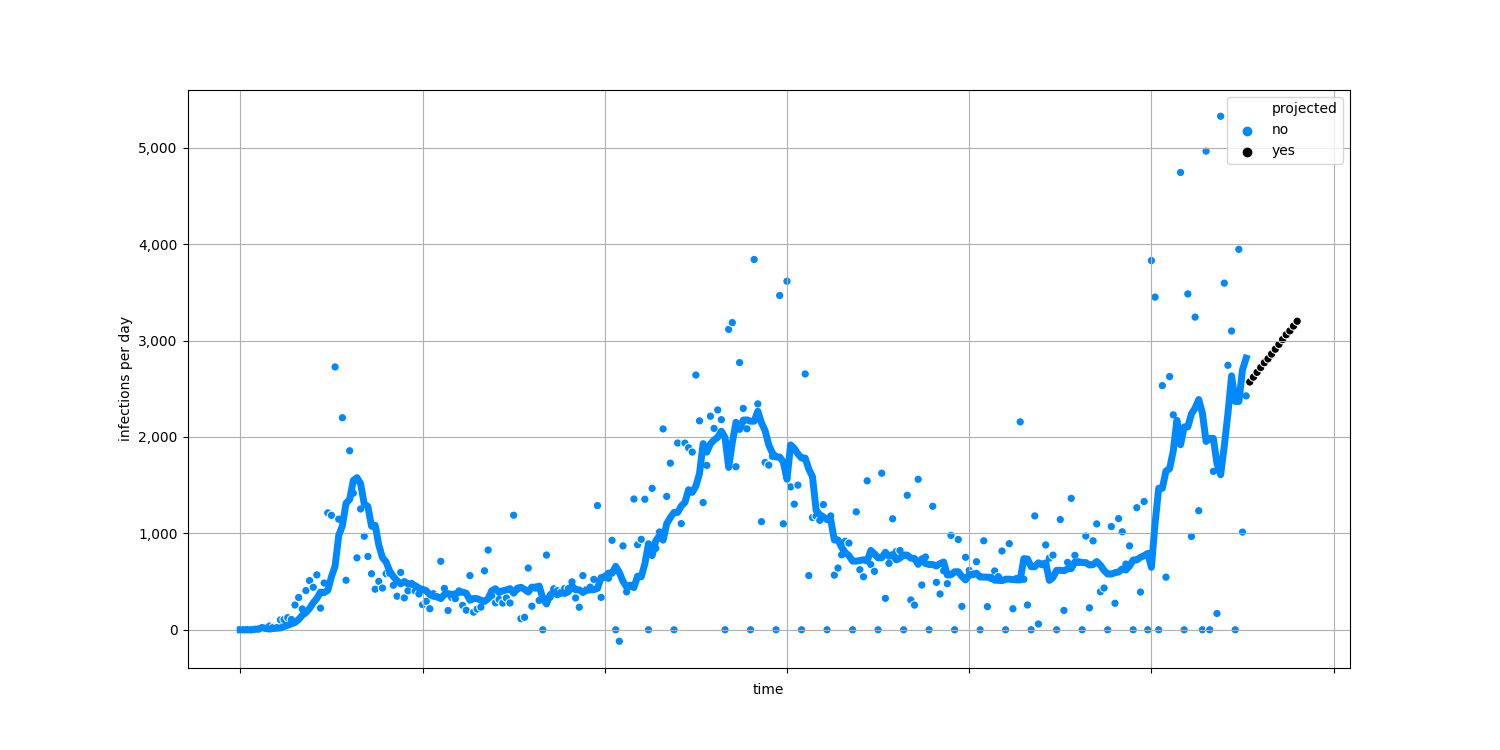 projected
no
yes
5,000
4,000
3,000
2,000
1,000
0
infections per day
time